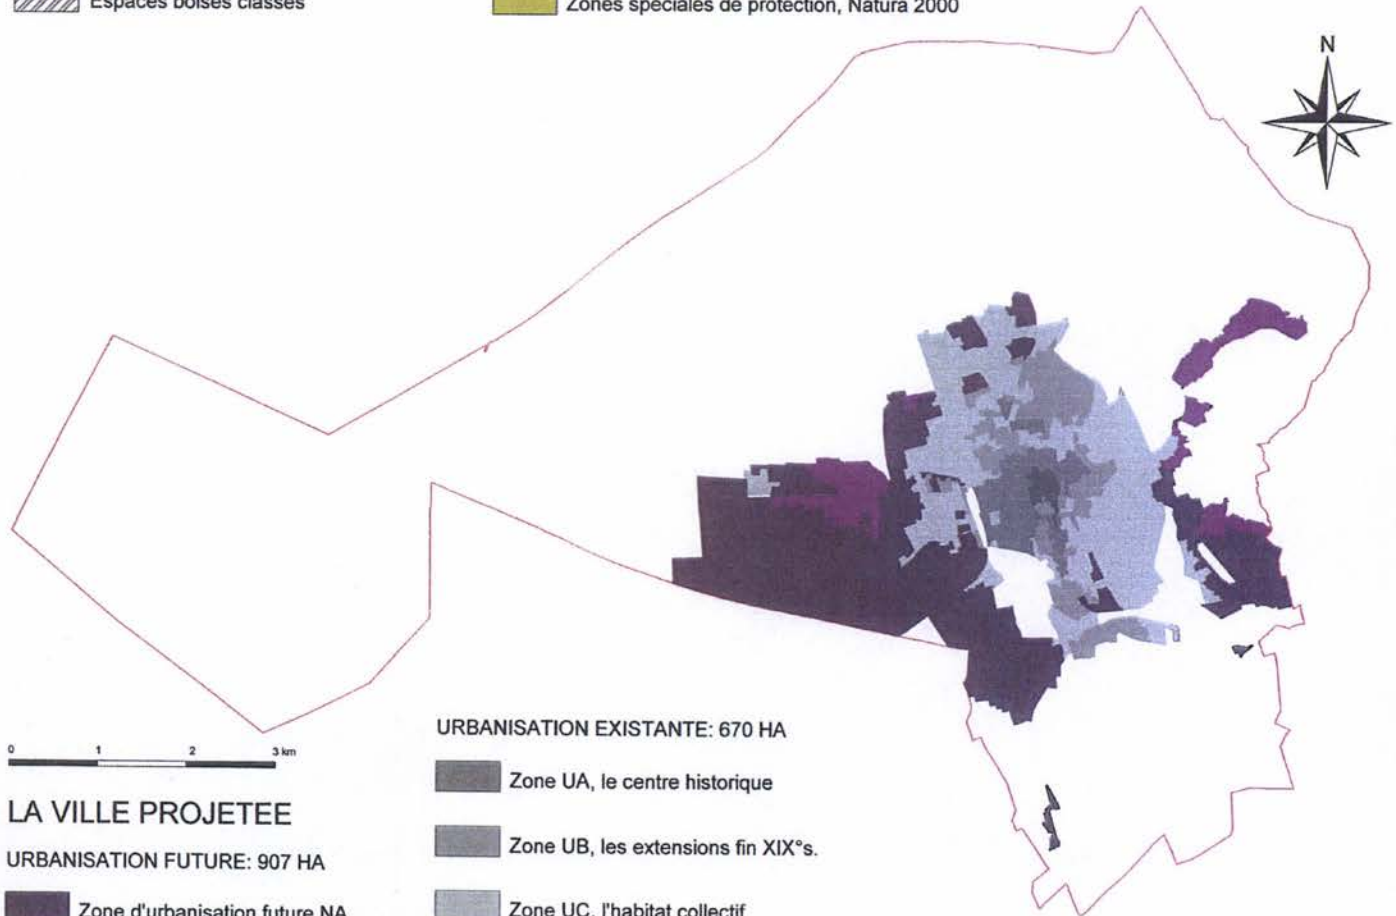 Espaces boisés classés
Zones spéciales de protection, Natura 2000
N
0 1 2 3 km
LA VILLE PROJETEE
URBANISATION FUTURE: 907 HA
Zone d'urbanisation future NA
URBANISATION EXISTANTE: 670 HA
Zone UA, le centre historique
Zone UB, les extensions fin XIX°s.
Zone UC, l'habitat collectif